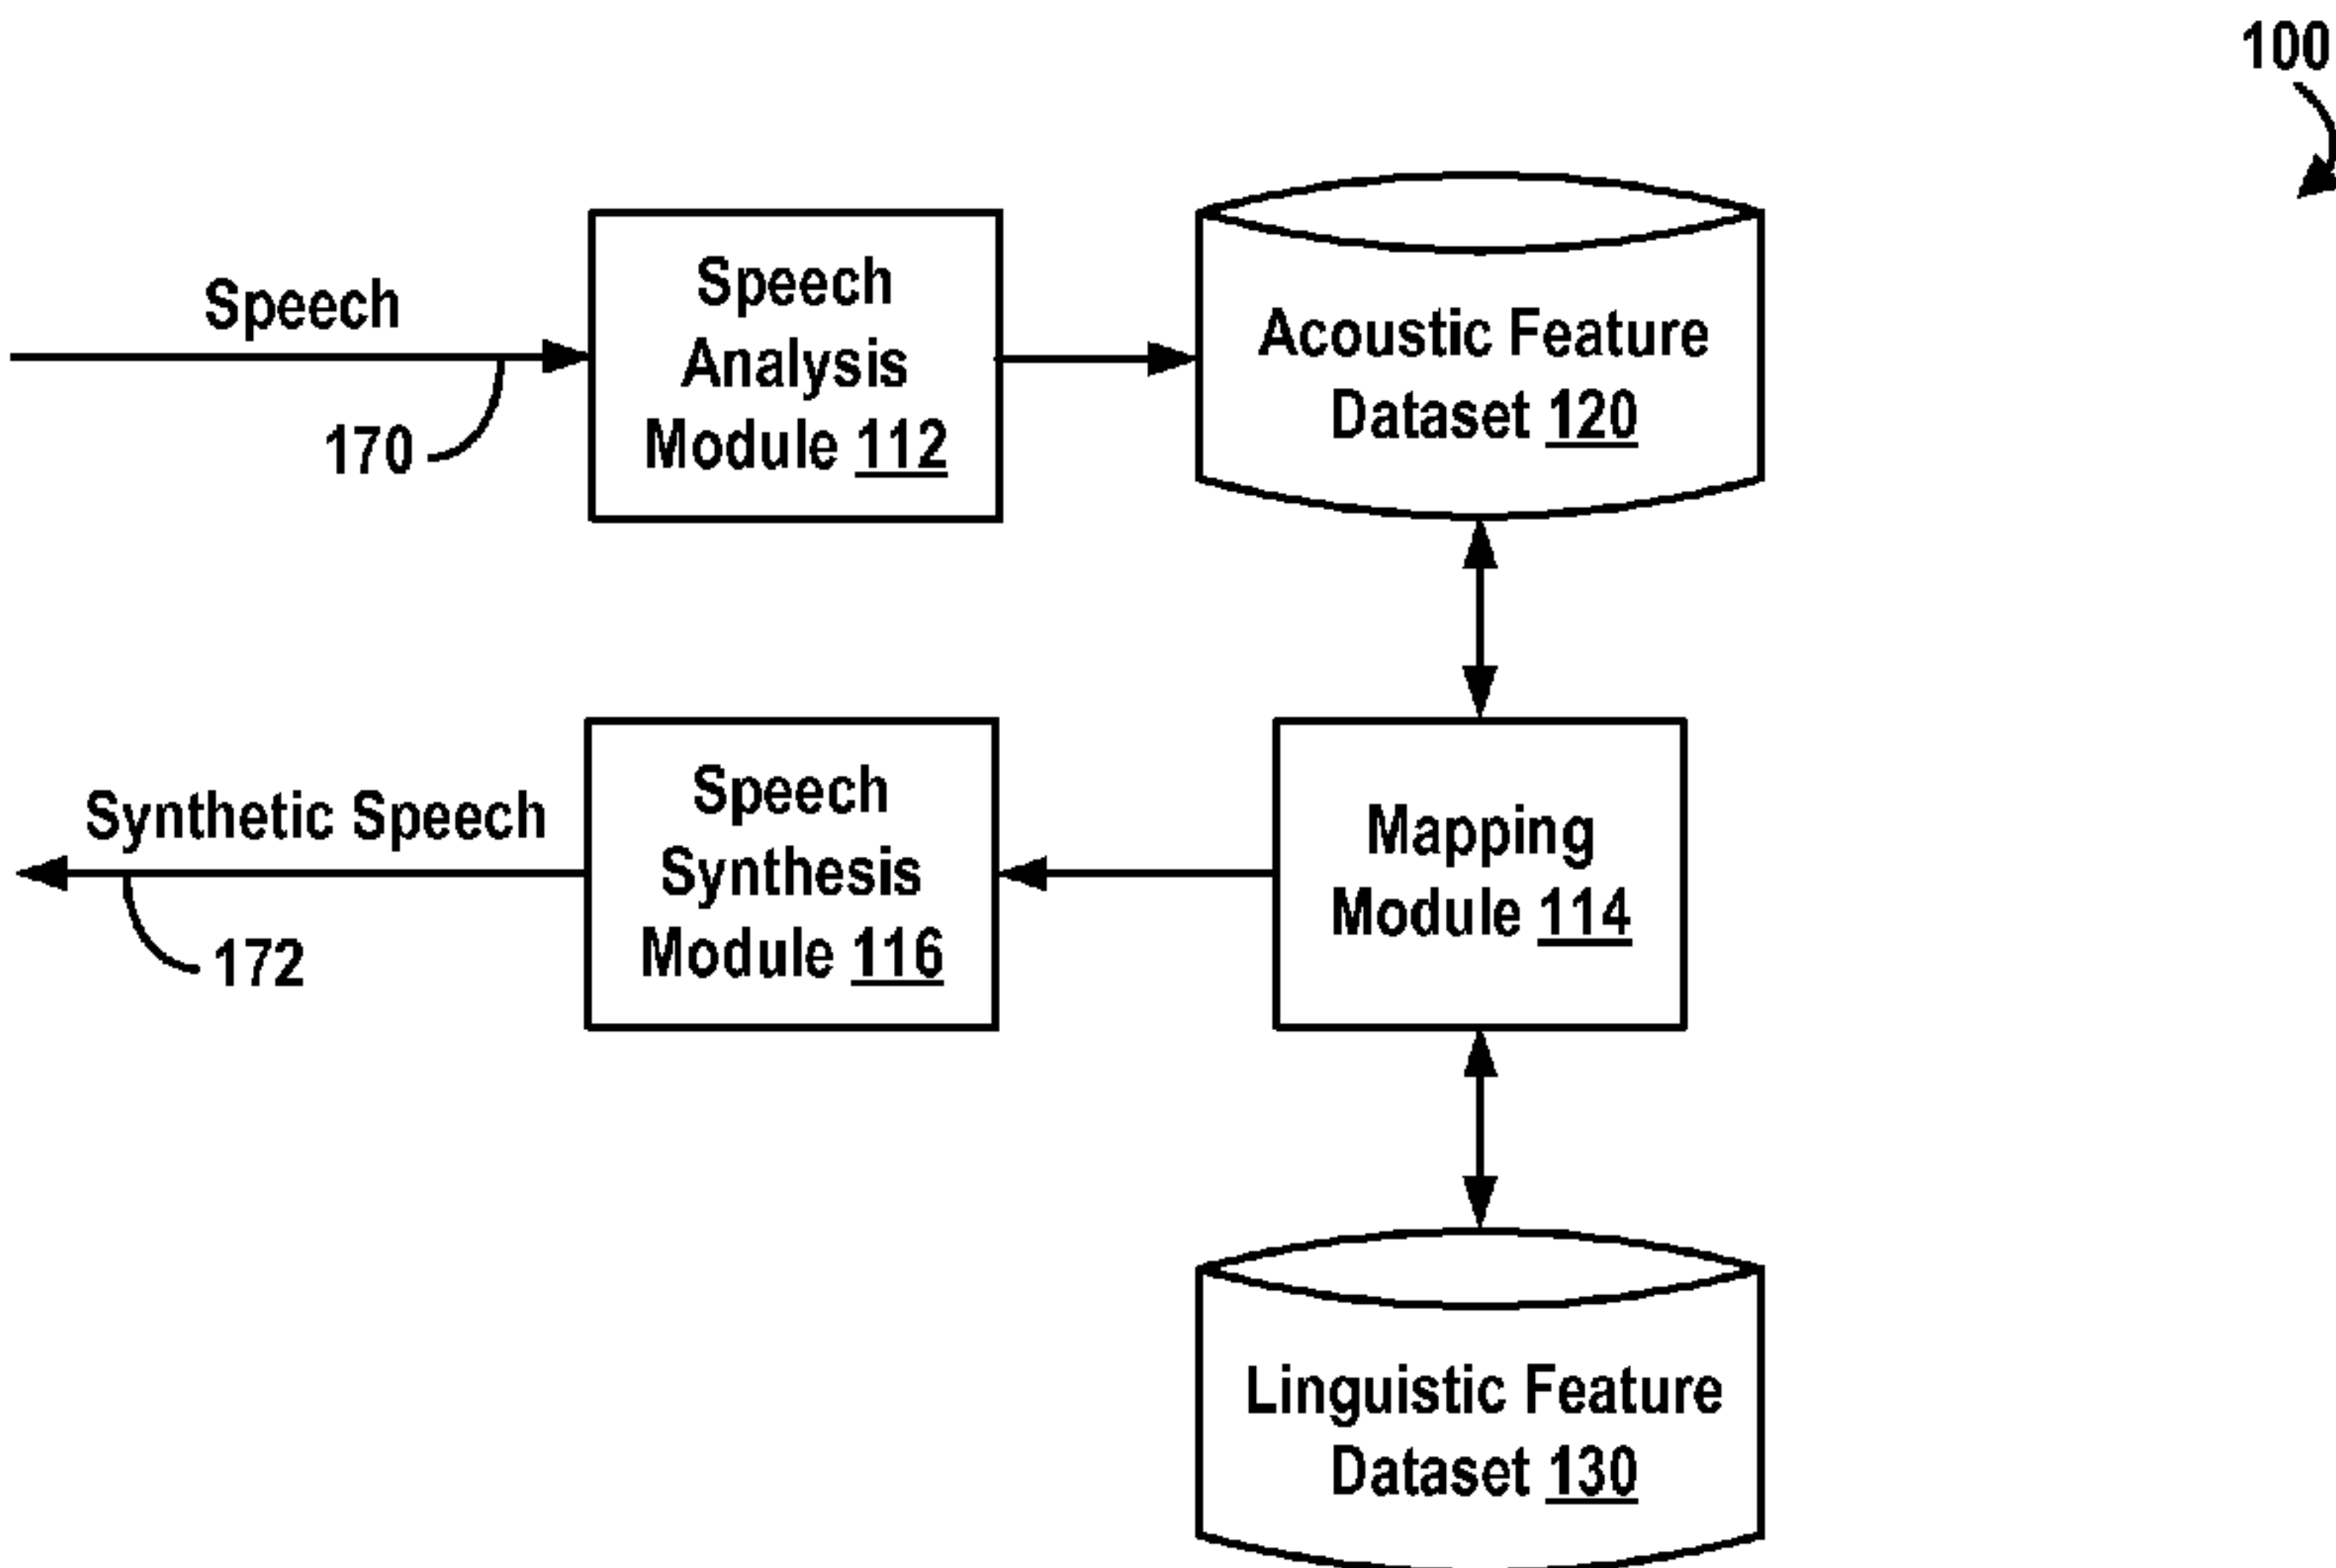 100
Speech
170
Speech
Analysis
Module 112
Acoustic Feature
Dataset 120
Synthetic Speech
172
Speech
Synthesis
Module 116
Mapping
Module 114
Linguistic Feature
Dataset 130